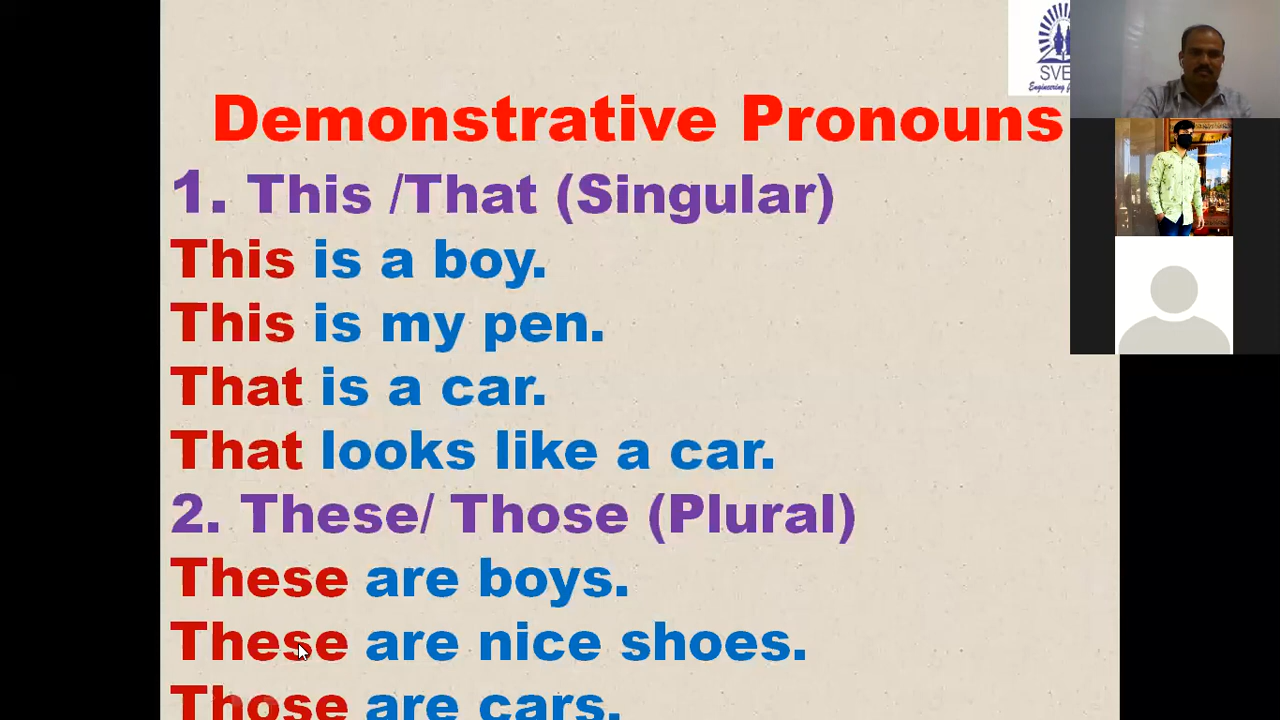 SVE
Engineering
Demonstrative Pronouns
1. This /That (Singular)
This is a boy.
This is my pen.
That is a car.
That looks like a car.
2. These/ Those (Plural)
These are boys.
These are nice shoes.
Those are cars.